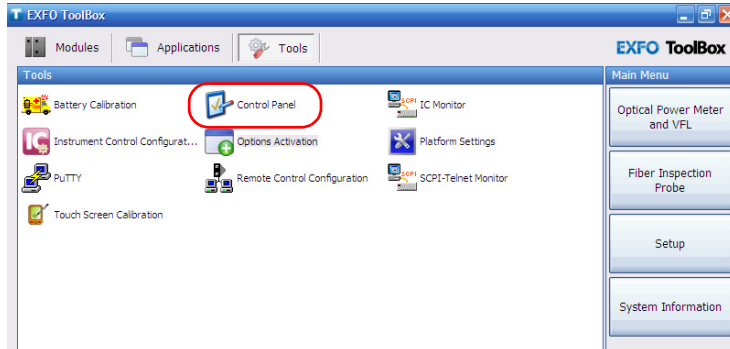 EXFO ToolBox
Modules Applications Tools EXFO ToolBox
Tools Main Menu
Battery Calibration Control Panel IC Monitor
Instrument Control Configurat... Options Activation Platform Settings
PuTTY Remote Control Configuration SCPI-Telnet Monitor
Touch Screen Calibration
Optical Power Meter
and VFL
Fiber Inspection
Probe
Setup
System Information